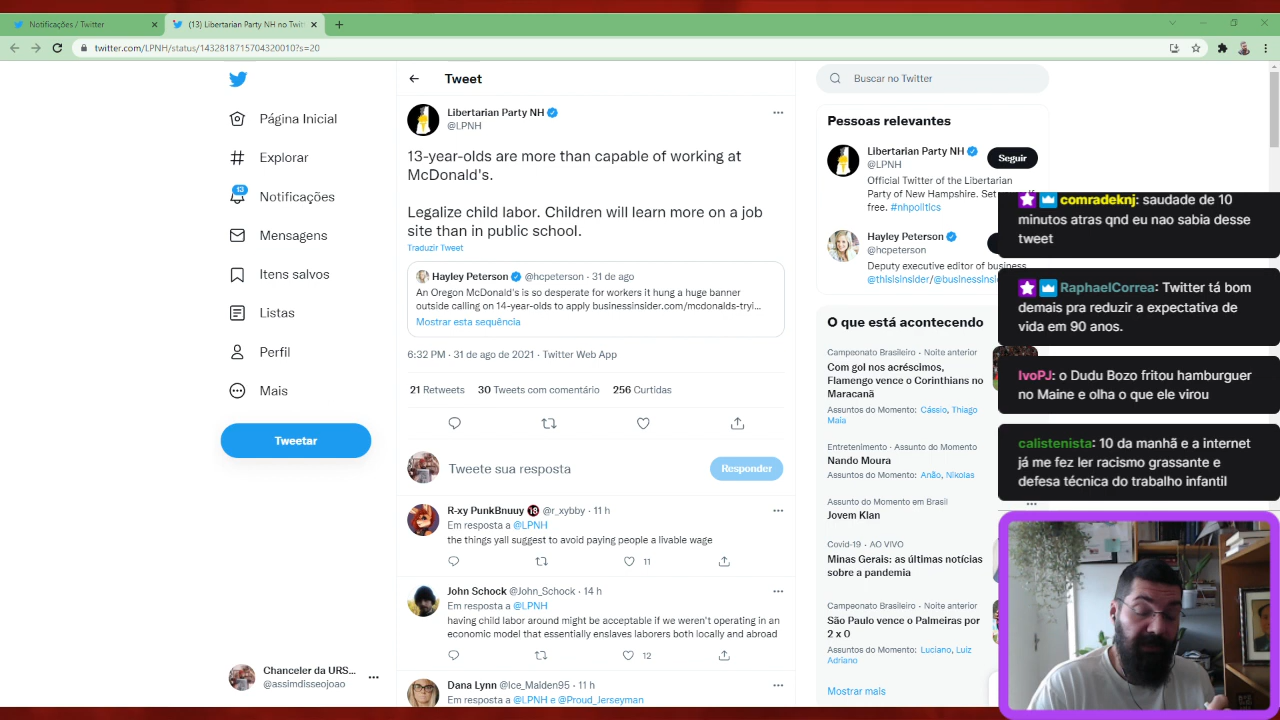 Notificações / Twitter
(13) Libertarian Party NH no Twit
twitter.com/LPNH/status/1432818715704320010?s=20
Página Inicial
Explorar
13
Notificações
Mensagens
Itens salvos
Listas
Perfil
Mais
Tweetar
Chanceler da URS...
@assimdissejoao
Tweet
Libertarian Party NH
@LPNH
13-year-olds are more than capable of working at
McDonald's.
Legalize child labor. Children will learn more on a job
site than in public school.
Traduzir Tweet
Hayley Peterson @hcpeterson · 31 de ago
An Oregon McDonald's is so desperate for workers it hung a huge banner
outside calling on 14-year-olds to apply businessinsider.com/mcdonalds-tryi...
Mostrar esta sequência
6:32 PM · 31 de ago de 2021 · Twitter Web App
21 Retweets 30 Tweets com comentário 256 Curtidas
Tweete sua resposta
Responder
R-xy PunkBnuuy 🔞 @r_xybby · 11 h
Em resposta a @LPNH
the things yall suggest to avoid paying people a livable wage
11
John Schock @John_Schock · 14 h
Em resposta a @LPNH
having child labor around might be acceptable if we weren't operating in an
economic model that essentially enslaves laborers both locally and abroad
12
Dana Lynn @Ice_Maiden95 · 11 h
Em resposta a @LPNH e @Proud_Jerseyman
Buscar no Twitter
Pessoas relevantes
Libertarian Party NH
@LPNH
Seguir
Official Twitter of the Libertarian
Party of New Hampshire. Set
free. #nhpolitics
Hayley Peterson
@hcpeterson
Deputy executive editor of business
@thisisinsider/@businessinsi
O que está acontecendo
Campeonato Brasileiro · Noite anterior
Com gol nos acréscimos,
Flamengo vence o Corinthians no
Maracanã
Assuntos do Momento: Cássio, Thiago
Maia
Entretenimento · Assunto do Momento
Nando Moura
Assuntos do Momento: Anão, Nikolas
Assunto do Momento em Brasil
Jovem Klan
Covid-19 · AO VIVO
Minas Gerais: as últimas notícias
sobre a pandemia
Campeonato Brasileiro · Noite anterior
São Paulo vence o Palmeiras por
2 x 0
Assuntos do Momento: Luciano, Luiz
Adriano
Mostrar mais
comradeknj: saudade de 10
minutos atras qnd eu nao sabia desse
tweet
RaphaelCorrea: Twitter tá bom
demais pra reduzir a expectativa de
vida em 90 anos.
IvoPJ: o Dudu Bozo fritou hamburguer
no Maine e olha o que ele virou
calistenista: 10 da manhã e a internet
já me fez ler racismo grassante e
defesa técnica do trabalho infantil